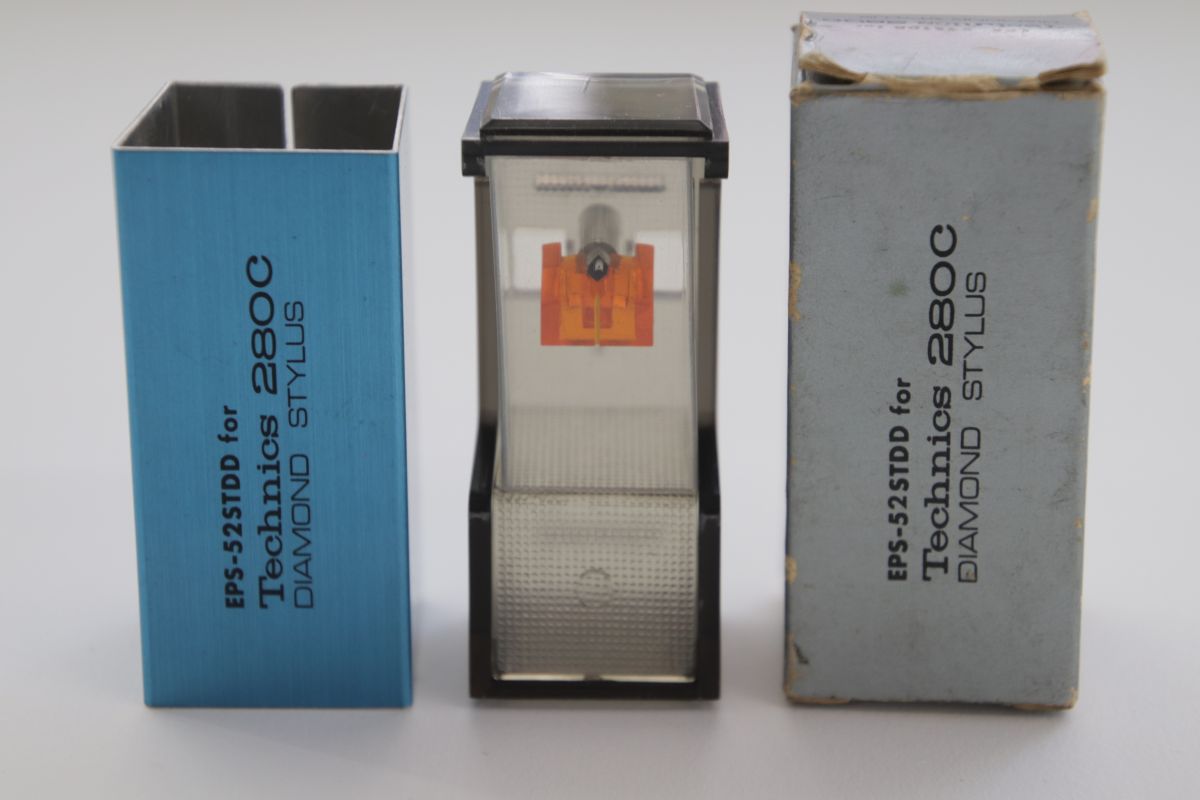 EPS-52STDD for
Technics 280C
DIAMOND STYLUS
EPS-52STDD for
Technics 280C
DIAMOND STYLUS